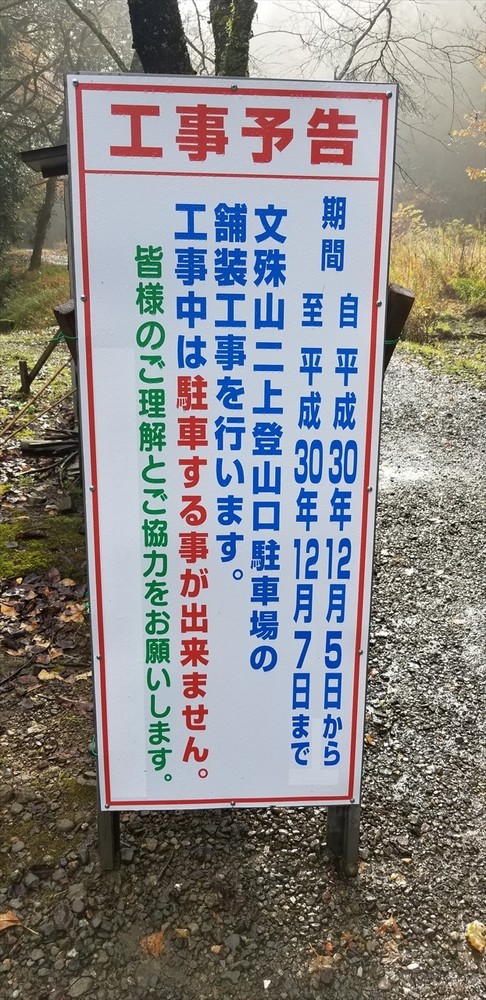 工事予告
期間 自 平成30年12月5日から
至 平成30年12月7日まで
文殊山二上登山口駐車場の
舗装工事を行います。
工事中は駐車する事が出来ません。
皆様のご理解とご協力をお願いします。